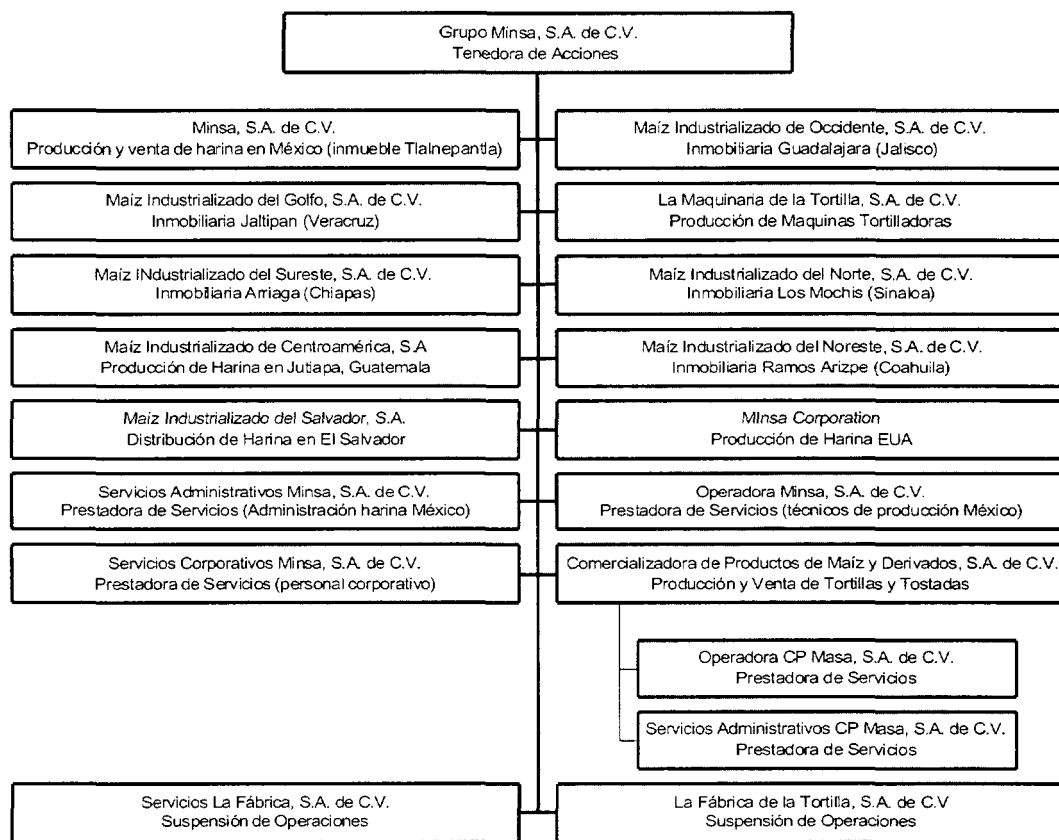 Grupo Minsa, S.A. de C.V.
Tenedora de Acciones
Minsa, S.A. de C.V.
Producción y venta de harina en México (inmueble Tlalnepantla)
Maíz Industrializado de Occidente, S.A. de C.V.
Inmobiliaria Guadalajara (Jalisco)
Maíz Industrializado del Golfo, S.A. de C.V.
Inmobiliaria Jaltipan (Veracruz)
La Maquinaria de la Tortilla, S.A. de C.V.
Producción de Maquinas Tortilladoras
Maíz INdustrializado del Sureste, S.A. de C.V.
Inmobiliaria Arriaga (Chiapas)
Maíz Industrializado del Norte, S.A. de C.V.
Inmobiliaria Los Mochis (Sinaloa)
Maíz Industrializado de Centroamérica, S.A
Producción de Harina en Jutiapa, Guatemala
Maíz Industrializado del Noreste, S.A. de C.V.
Inmobiliaria Ramos Arizpe (Coahuila)
Maíz Industrializado del Salvador, S.A.
Distribución de Harina en El Salvador
MInsa Corporation
Producción de Harina EUA
Servicios Administrativos Minsa, S.A. de C.V.
Prestadora de Servicios (Administración harina México)
Operadora Minsa, S.A. de C.V.
Prestadora de Servicios (técnicos de producción México)
Servicios Corporativos Minsa, S.A. de C.V.
Prestadora de Servicios (personal corporativo)
Comercializadora de Productos de Maíz y Derivados, S.A. de C.V.
Producción y Venta de Tortillas y Tostadas
Operadora CP Masa, S.A. de C.V.
Prestadora de Servicios
Servicios Administrativos CP Masa, S.A. de C.V.
Prestadora de Servicios
Servicios La Fábrica, S.A. de C.V.
Suspensión de Operaciones
La Fábrica de la Tortilla, S.A. de C.V
Suspensión de Operaciones